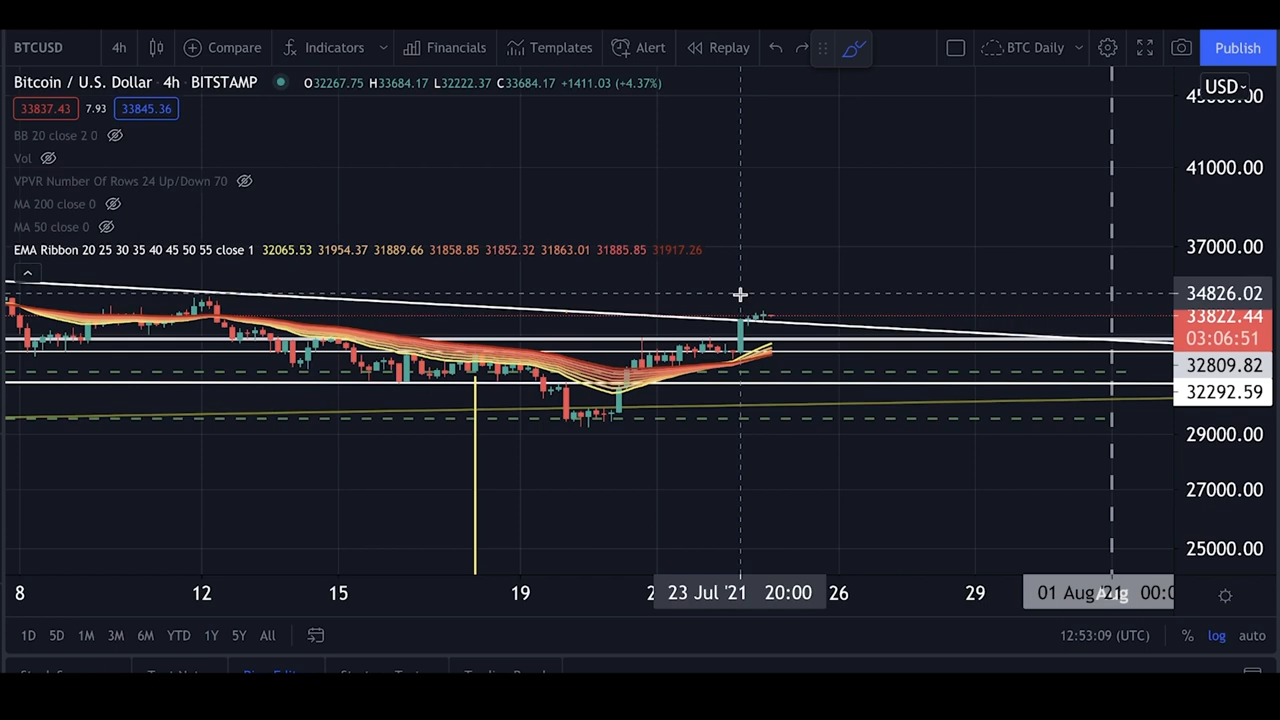 BTCUSD 4h Compare Indicators Financials Templates Alert Replay BTC Daily Publish
Bitcoin / U.S. Dollar · 4h · BITSTAMP O32267.75 H33684.17 L32222.37 C33684.17 +1411.03 (+4.37%)
USD
33837.43 7.93 33845.36
BB 20 close 2 0
Vol
VPVR Number Of Rows 24 Up/Down 70
MA 200 close 0
MA 50 close 0
EMA Ribbon 20 25 30 35 40 45 50 55 close 1 32065.53 31954.37 31889.66 31858.85 31852.32 31863.01 31885.85 31917.26
41000.00
37000.00
34826.02
33822.44
03:06:51
32809.82
32292.59
29000.00
27000.00
25000.00
8 12 15 19 2 23 Jul '21 20:00 26 29 01 Aug '21 00:0
1D 5D 1M 3M 6M YTD 1Y 5Y All 12:53:09 (UTC) % log auto